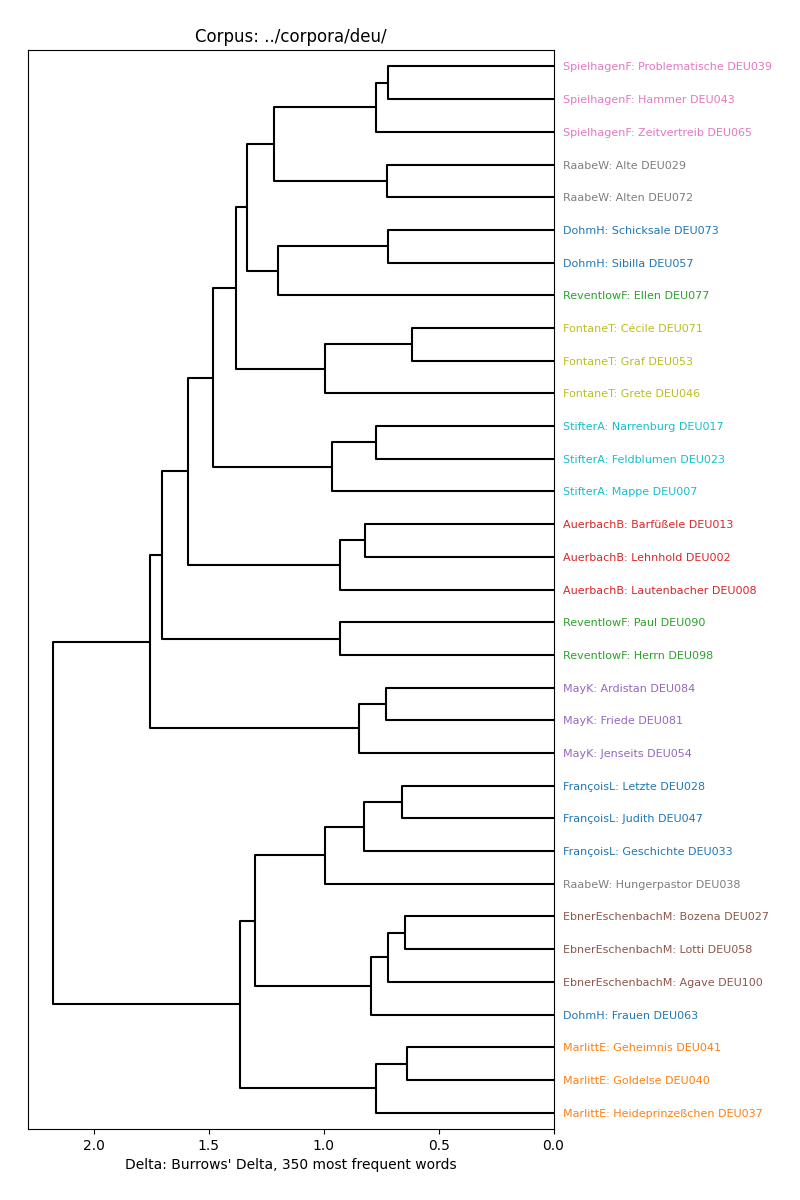 Corpus: ../corpora/deu/
SpielhagenF: Problematische DEU039
SpielhagenF: Hammer DEU043
SpielhagenF: Zeitvertreib DEU065
RaabeW: Alte DEU029
RaabeW: Alten DEU072
DohmH: Schicksale DEU073
DohmH: Sibilla DEU057
ReventlowF: Ellen DEU077
FontaneT: Cécile DEU071
FontaneT: Graf DEU053
FontaneT: Grete DEU046
StifterA: Narrenburg DEU017
StifterA: Feldblumen DEU023
StifterA: Mappe DEU007
AuerbachB: Barfüßele DEU013
AuerbachB: Lehnhold DEU002
AuerbachB: Lautenbacher DEU008
ReventlowF: Paul DEU090
ReventlowF: Herrn DEU098
MayK: Ardistan DEU084
MayK: Friede DEU081
MayK: Jenseits DEU054
FrançoisL: Letzte DEU028
FrançoisL: Judith DEU047
FrançoisL: Geschichte DEU033
RaabeW: Hungerpastor DEU038
EbnerEschenbachM: Bozena DEU027
EbnerEschenbachM: Lotti DEU058
EbnerEschenbachM: Agave DEU100
DohmH: Frauen DEU063
MarlittE: Geheimnis DEU041
MarlittE: Goldelse DEU040
MarlittE: Heideprinzeßchen DEU037
2.0 1.5 1.0 0.5 0.0
Delta: Burrows' Delta, 350 most frequent words